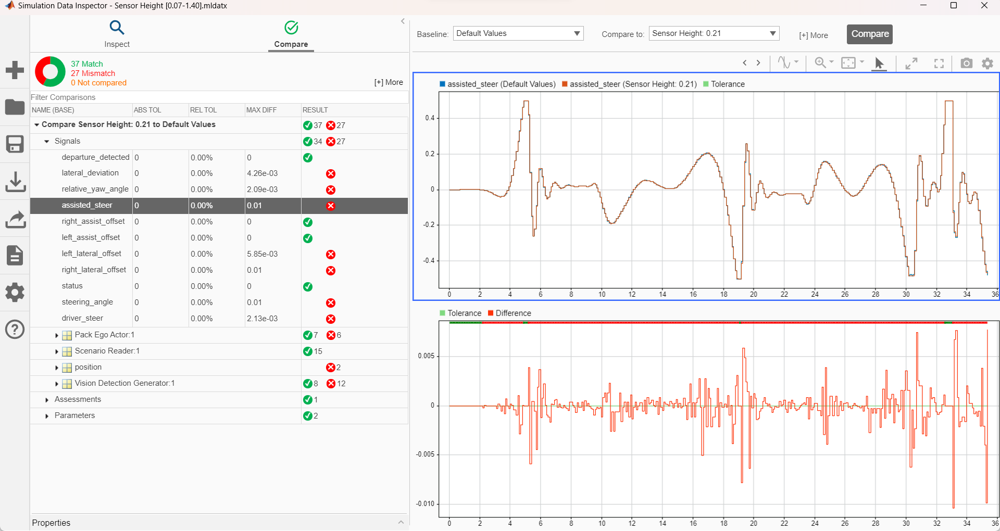 Simulation Data Inspector - Sensor Height [0.07-1.40].mldatx
Inspect
Compare
37 Match
27 Mismatch
0 Not compared
[+] More
Filter Comparisons
NAME (BASE) ABS TOL REL TOL MAX DIFF RESULT
Compare Sensor Height: 0.21 to Default Values 37 27
Signals 34 27
departure_detected 0 0.00% 0
lateral_deviation 0 0.00% 4.26e-03
relative_yaw_angle 0 0.00% 2.09e-03
assisted_steer 0 0.00% 0.01
right_assist_offset 0 0.00% 0
left_assist_offset 0 0.00% 0
left_lateral_offset 0 0.00% 5.85e-03
right_lateral_offset 0 0.00% 0.01
status 0 0.00% 0
steering_angle 0 0.00% 0.01
driver_steer 0 0.00% 2.13e-03
Pack Ego Actor:1 7 6
Scenario Reader:1 15
position 2
Vision Detection Generator:1 8 12
Assessments 1
Parameters 2
Properties
Baseline: Default Values Compare to: Sensor Height: 0.21 [+] More Compare
assisted_steer (Default Values) assisted_steer (Sensor Height: 0.21) Tolerance
0.4
0.2
0
-0.2
-0.4
0 2 4 6 8 10 12 14 16 18 20 22 24 26 28 30 32 34 36
Tolerance Difference
0.005
0
-0.005
-0.010
0 2 4 6 8 10 12 14 16 18 20 22 24 26 28 30 32 34 36